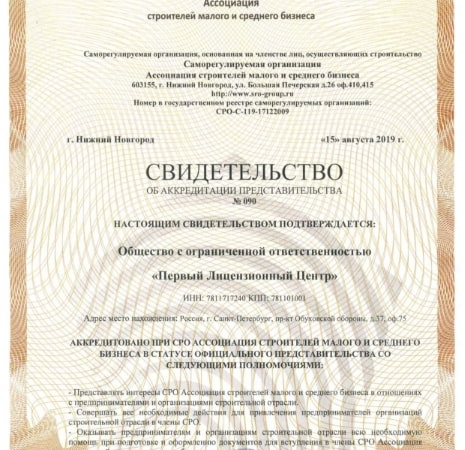 Ассоциация
строителей малого и среднего бизнеса
Саморегулируемая организация, основанная на членстве лиц, осуществляющих строительство
Саморегулируемая организация
Ассоциация строителей малого и среднего бизнеса
603155, г. Нижний Новгород, ул. Большая Печерская д.26 оф.410,415
http://www.sro-group.ru
Номер в государственном реестре саморегулируемых организаций:
СРО-С-119-17122009
г. Нижний Новгород «15» августа 2019 г.
СВИДЕТЕЛЬСТВО
ОБ АККРЕДИТАЦИИ ПРЕДСТАВИТЕЛЬСТВА
№ 090
НАСТОЯЩИМ СВИДЕТЕЛЬСТВОМ ПОДТВЕРЖДАЕТСЯ:
Общество с ограниченной ответственностью
«Первый Лицензионный Центр»
ИНН: 7811717240 КПП: 781101001
Адрес место нахождения: Россия, г. Санкт-Петербург, пр-кт Обуховской обороны, д.37, оф.75
АККРЕДИТОВАНО ПРИ СРО АССОЦИАЦИЯ СТРОИТЕЛЕЙ МАЛОГО И СРЕДНЕГО
БИЗНЕСА В СТАТУСЕ ОФИЦИАЛЬНОГО ПРЕДСТАВИТЕЛЬСТВА СО
СЛЕДУЮЩИМИ ПОЛНОМОЧИЯМИ:
- Представлять интересы СРО Ассоциация строителей малого и среднего бизнеса в отношениях
с предпринимателями и организациями строительной отрасли.
- Совершать все необходимые действия для привлечения предпринимателей организаций
строительной отрасли в члены СРО.
- Оказывать предпринимателям и организациям строительной отрасли всю необходимую
помощь при подготовке и оформлению документов для вступления в члены СРО Ассоциация